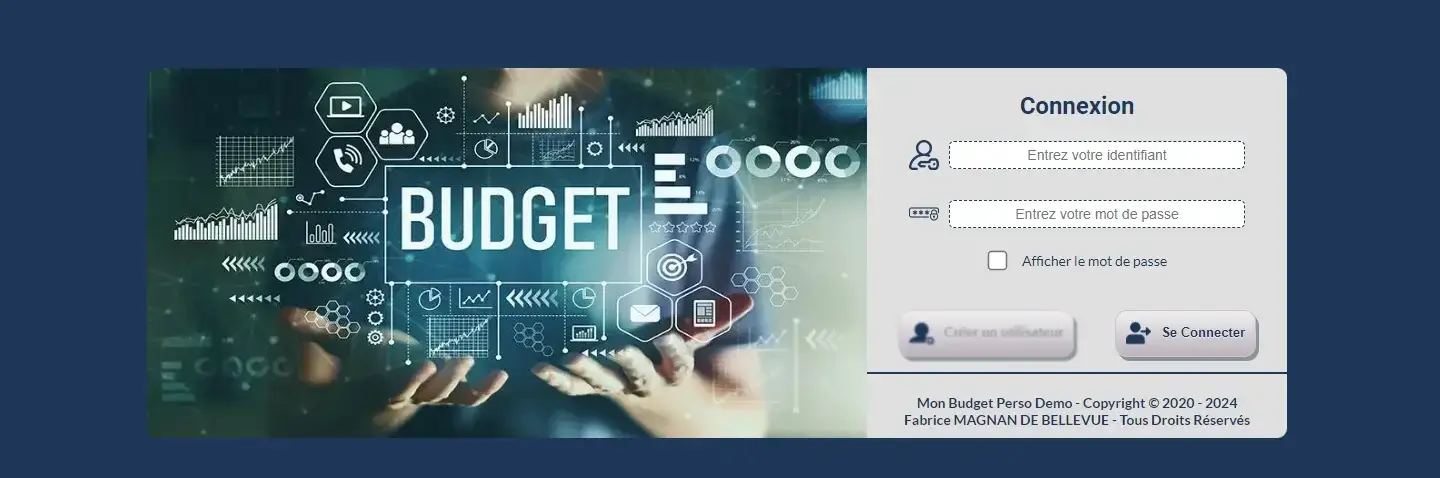 BUDGET
Connexion
Entrez votre identifiant
Entrez votre mot de passe
Afficher le mot de passe
Créer un utilisateur
Se Connecter
Mon Budget Perso Demo - Copyright © 2020 - 2024
Fabrice MAGNAN DE BELLEVUE - Tous Droits Réservés